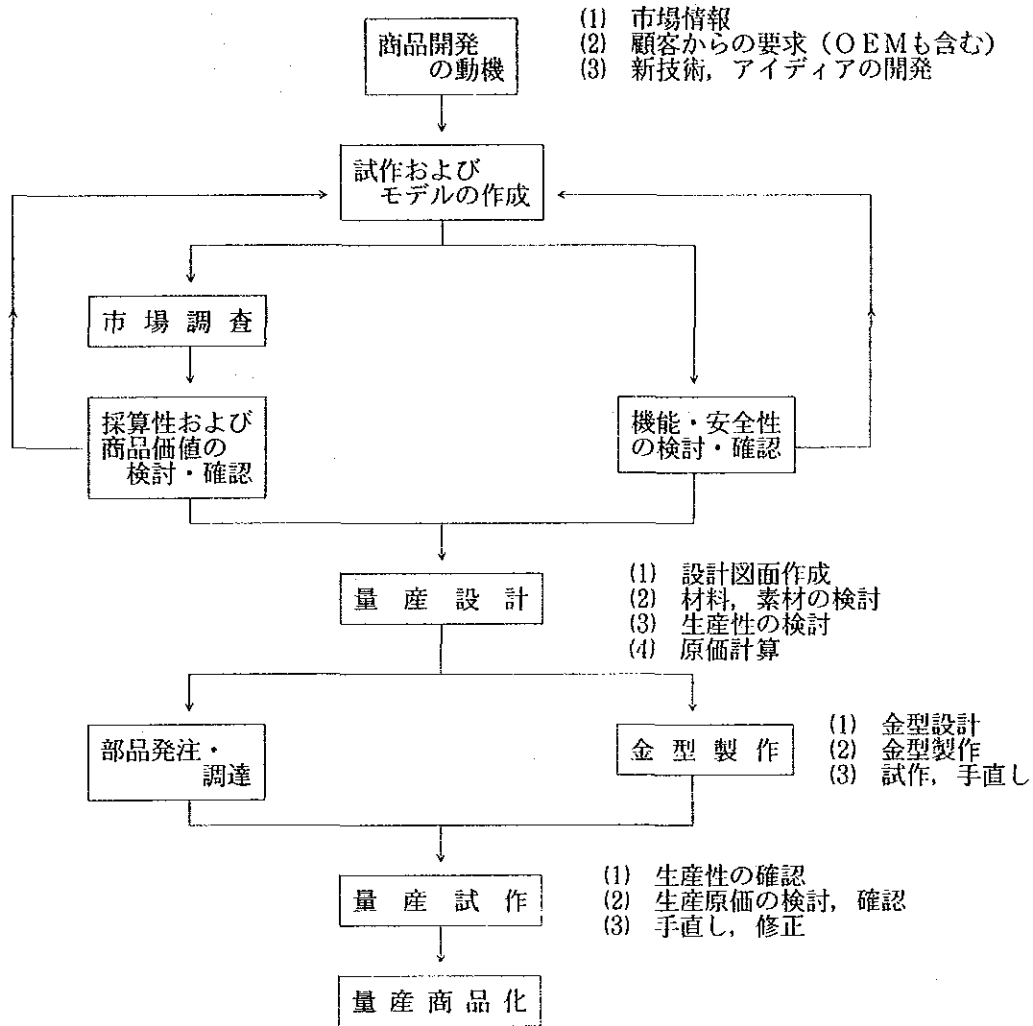 商品開発
の動機
(1) 市場情報
(2) 顧客からの要求（ＯＥＭも含む）
(3) 新技術，アイディアの開発
試作および
モデルの作成
市場調査
採算性および
商品価値の
検討・確認
機能・安全性
の検討・確認
量産設計
(1) 設計図面作成
(2) 材料，素材の検討
(3) 生産性の検討
(4) 原価計算
部品発注・
調達
金型製作
(1) 金型設計
(2) 金型製作
(3) 試作，手直し
量産試作
(1) 生産性の確認
(2) 生産原価の検討，確認
(3) 手直し，修正
量産商品化